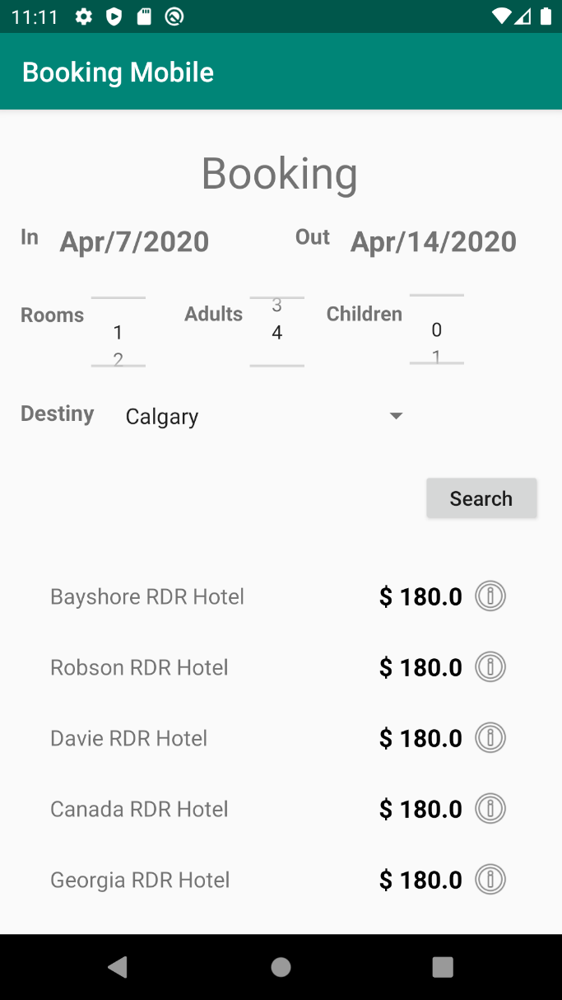 11:11
Booking Mobile
Booking
In Apr/7/2020 Out Apr/14/2020
3
Rooms Adults Children
1 4 0
2 1
Destiny Calgary
Search
Bayshore RDR Hotel $ 180.0
Robson RDR Hotel $ 180.0
Davie RDR Hotel $ 180.0
Canada RDR Hotel $ 180.0
Georgia RDR Hotel $ 180.0